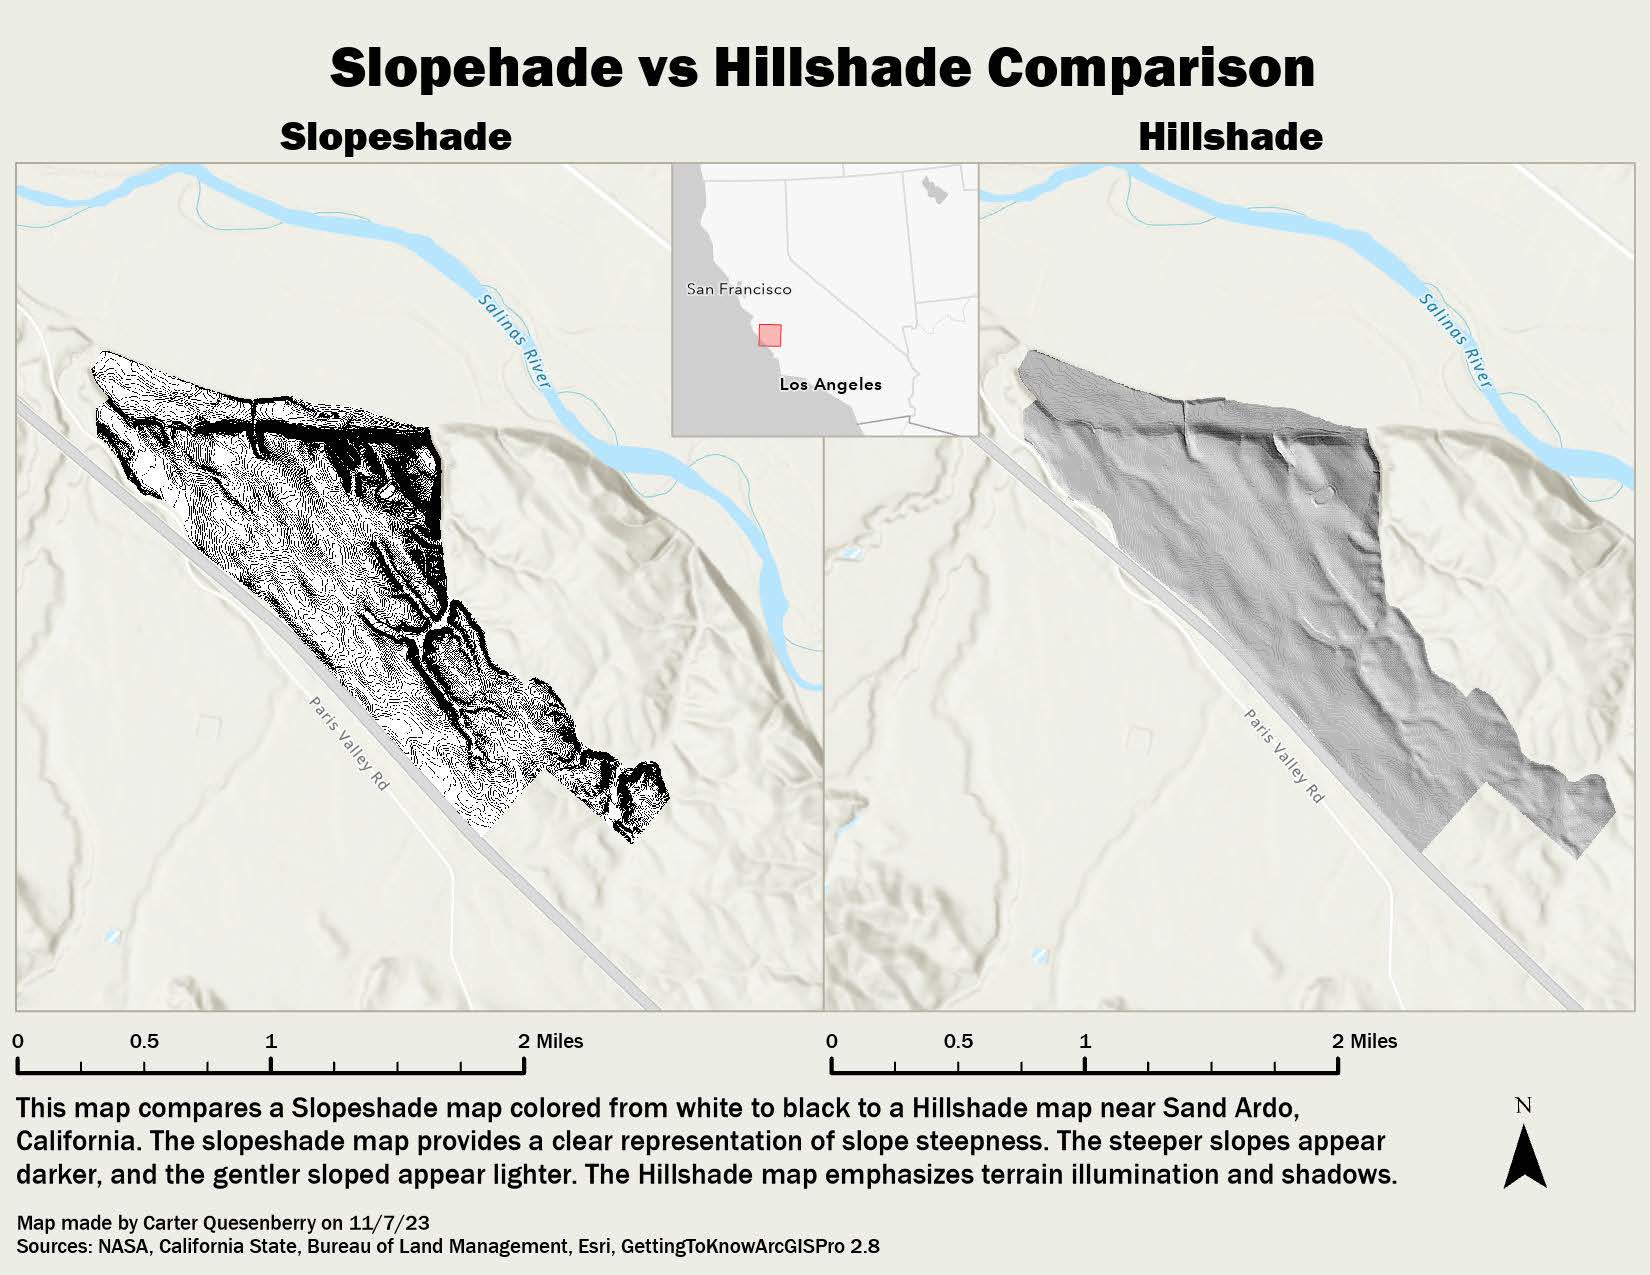 Slopehade vs Hillshade Comparison
Slopeshade
Hillshade
San Francisco
Los Angeles
Salinas River
Paris Valley Rd
Salinas River
Paris Valley Rd
0 0.5 1 2 Miles
0 0.5 1 2 Miles
This map compares a Slopeshade map colored from white to black to a Hillshade map near Sand Ardo,
California. The slopeshade map provides a clear representation of slope steepness. The steeper slopes appear
darker, and the gentler sloped appear lighter. The Hillshade map emphasizes terrain illumination and shadows.
N
Map made by Carter Quesenberry on 11/7/23
Sources: NASA, California State, Bureau of Land Management, Esri, GettingToKnowArcGISPro 2.8